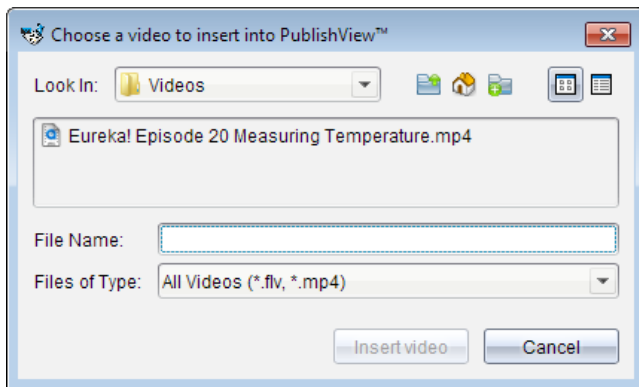 Choose a video to insert into PublishView™
Look In: Videos
Eureka! Episode 20 Measuring Temperature.mp4
File Name:
Files of Type: All Videos (*.flv, *.mp4)
Insert video Cancel